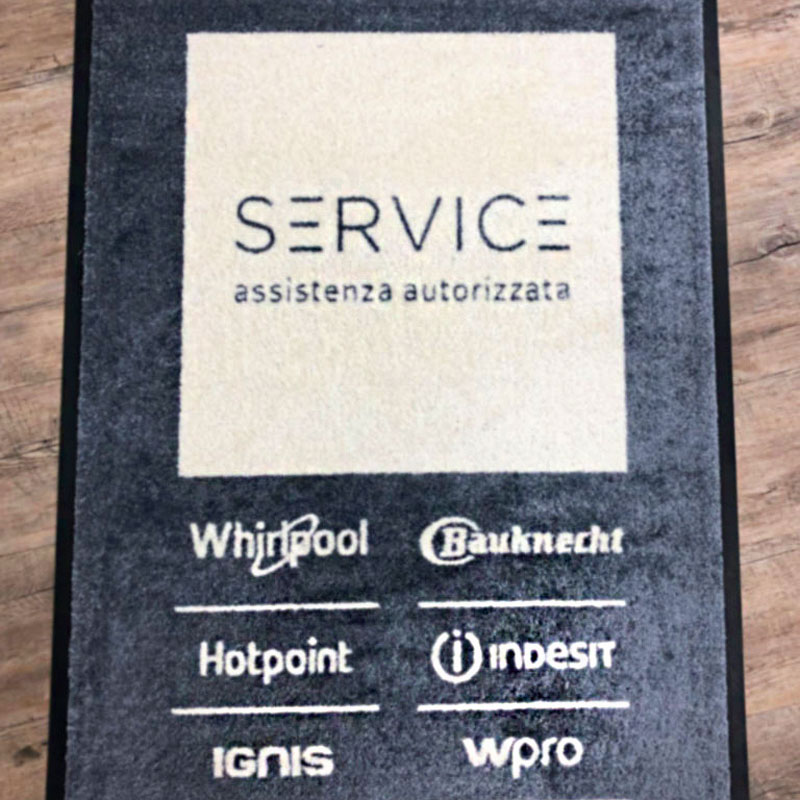 SERVICE
assistenza autorizzata
Whirlpool Bauknecht
Hotpoint indesit
IGNIS wpro